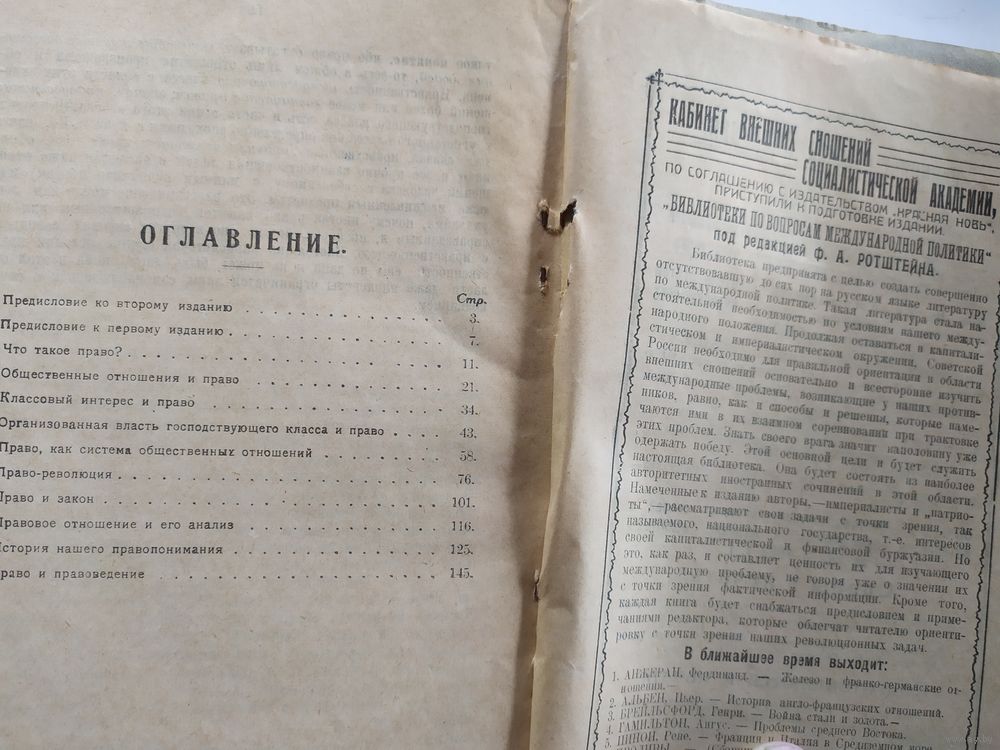 ОГЛАВЛЕНИЕ.
Стр.
Предисловие ко второму изданию 3.
Предисловие к первому изданию . 7.
Что такое право? 11.
Общественные отношения и право 21.
Классовый интерес и право 34.
Организованная власть господствующего класса и право 43.
Право, как система общественных отношений 58.
Право-революция 76.
Право и закон 101.
Правовое отношение и его анализ 116.
История нашего правопонимания 125.
раво и правоведение 145.
КАБИНЕТ ВНЕШНИХ СНОШЕНИЙ
СОЦИАЛИСТИЧЕСКОЙ АКАДЕМИИ,
ПО СОГЛАШЕНИЮ С ИЗДАТЕЛЬСТВОМ „КРАСНАЯ НОВЬ“,
ПРИСТУПИЛИ К ПОДГОТОВКЕ ИЗДАНИЙ.
„БИБЛИОТЕКИ ПО ВОПРОСАМ МЕЖДУНАРОДНОЙ ПОЛИТИКИ“
под редакцией Ф. А. РОТШТЕЙНА.
Библиотека предпринята с целью создать совершенно
отсутствовавшую до сих пор на русском языке литературу
по международной политике. Такая литература стала на-
стоятельной необходимостью по условиям нашего между-
народного положения. Продолжая оставаться в капитали-
стическом и империалистическом окружении, Советской
России необходимо для правильной ориентации в области
внешних сношений основательно и всесторонне изучить
международные проблемы, возникающие у наших против-
ников, равно, как и способы и решения, которые наме-
чаются ими в их взаимном соревновании при трактовке
этих проблем. Знать своего врага значит наполовину уже
одержать победу. Этой основной цели и будет служить
настоящая библиотека. Она будет состоять из наиболее
авторитетных иностранных сочинений в этой области.
Намеченные к изданию авторы,—империалисты и „патрио-
ты“,—рассматривают свои задачи с точки зрения, так
называемого, национального государства, т.-е. интересов
своей капиталистической и финансовой буржуазии. Но
это, как раз, и составляет ценность их для изучающего
международную проблему, не говоря уже о значении их
с точки зрения фактической информации. Кроме того,
каждая книга будет снабжаться предисловием и приме-
чаниями редактора, которые облегчат читателю ориенти-
ровку с точки зрения наших революционных задач.
В ближайшее время выходит:
1. АНКЕРАН, Фердинанд. — Железо и франко-германские от-
ношения.—
2. АЛЬБЕН, Пьер. — История англо-французских отношений.
3. БРЕЙЛЬСФОРД, Генри. — Война стали и золота.—
4. ГАМИЛЬТОН, Ангус. — Проблемы среднего Востока.
5. ПИНОН, Рене. — Франция и Италия в Средиземном